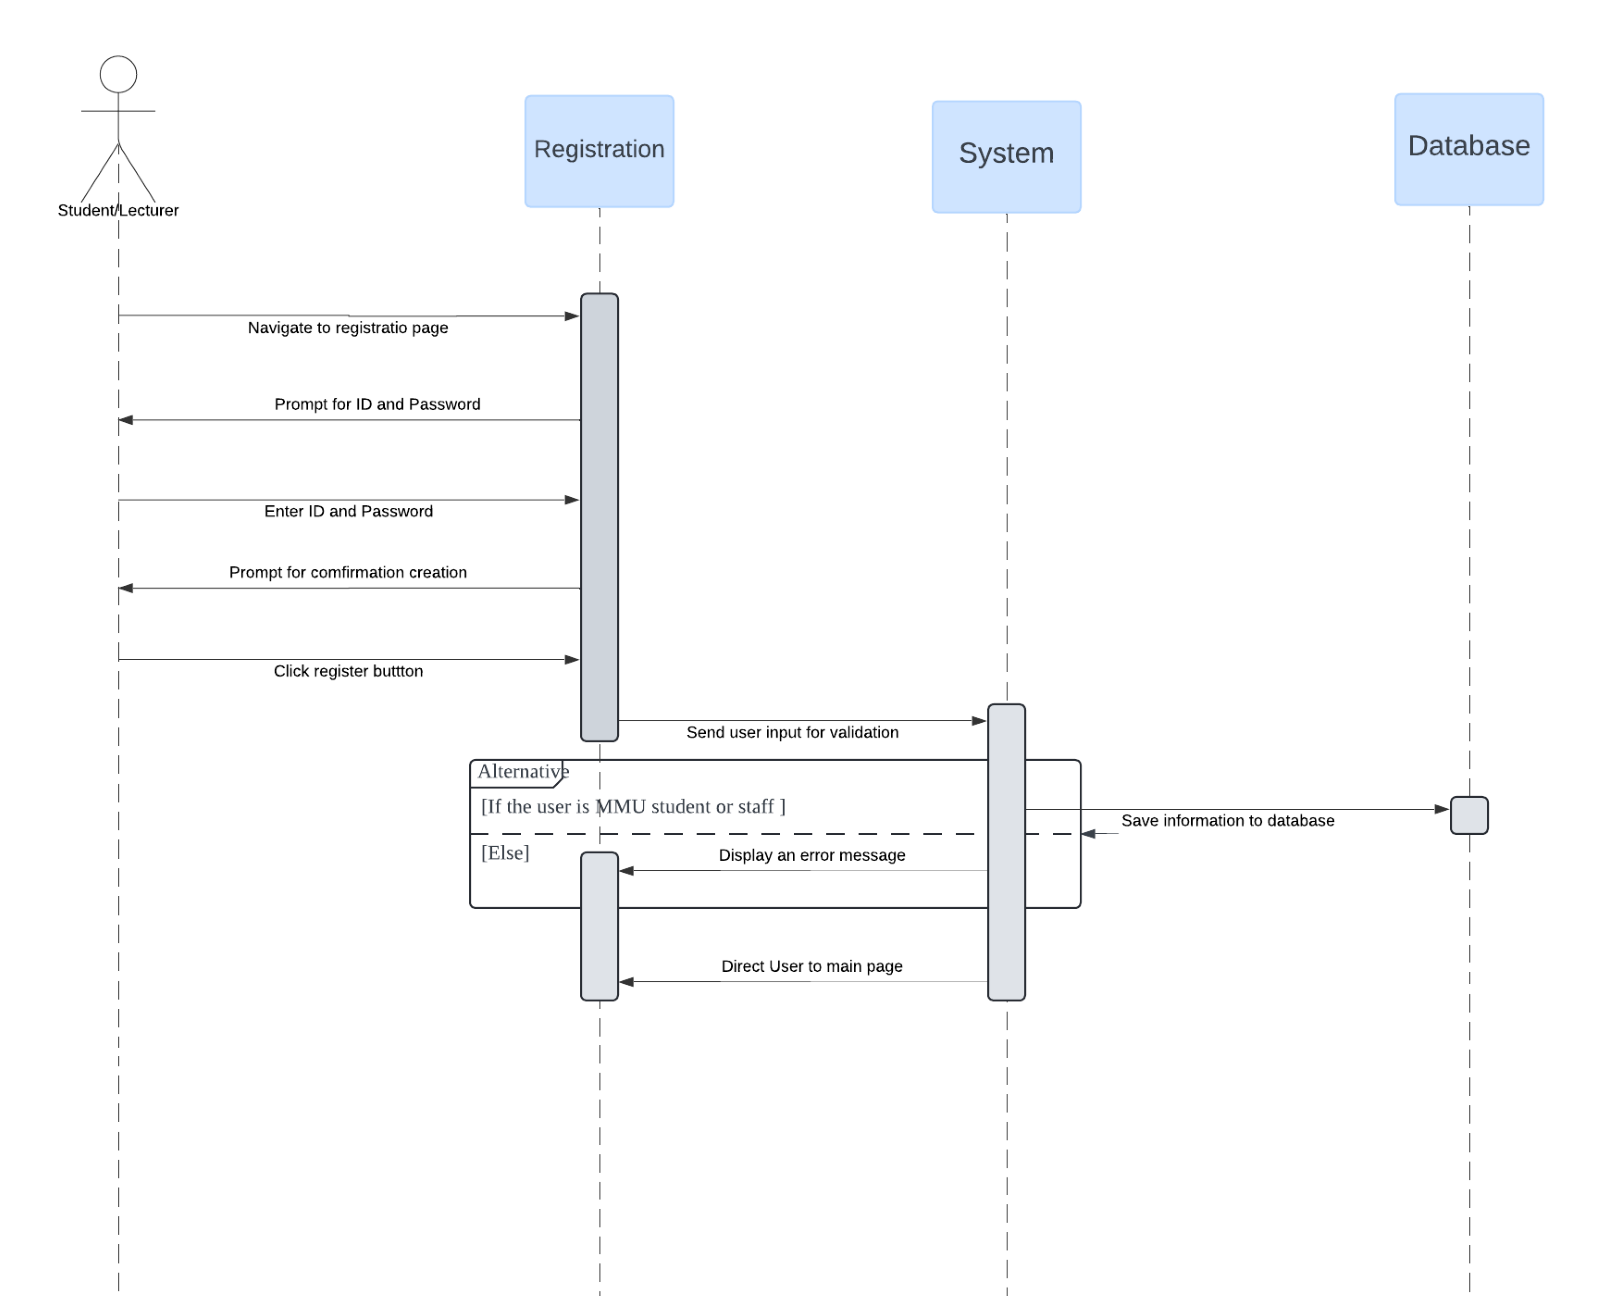 Student/Lecturer
Registration
System
Database
Navigate to registratio page
Prompt for ID and Password
Enter ID and Password
Prompt for comfirmation creation
Click register buttton
Send user input for validation
Alternative
[If the user is MMU student or staff ]
Save information to database
[Else]
Display an error message
Direct User to main page